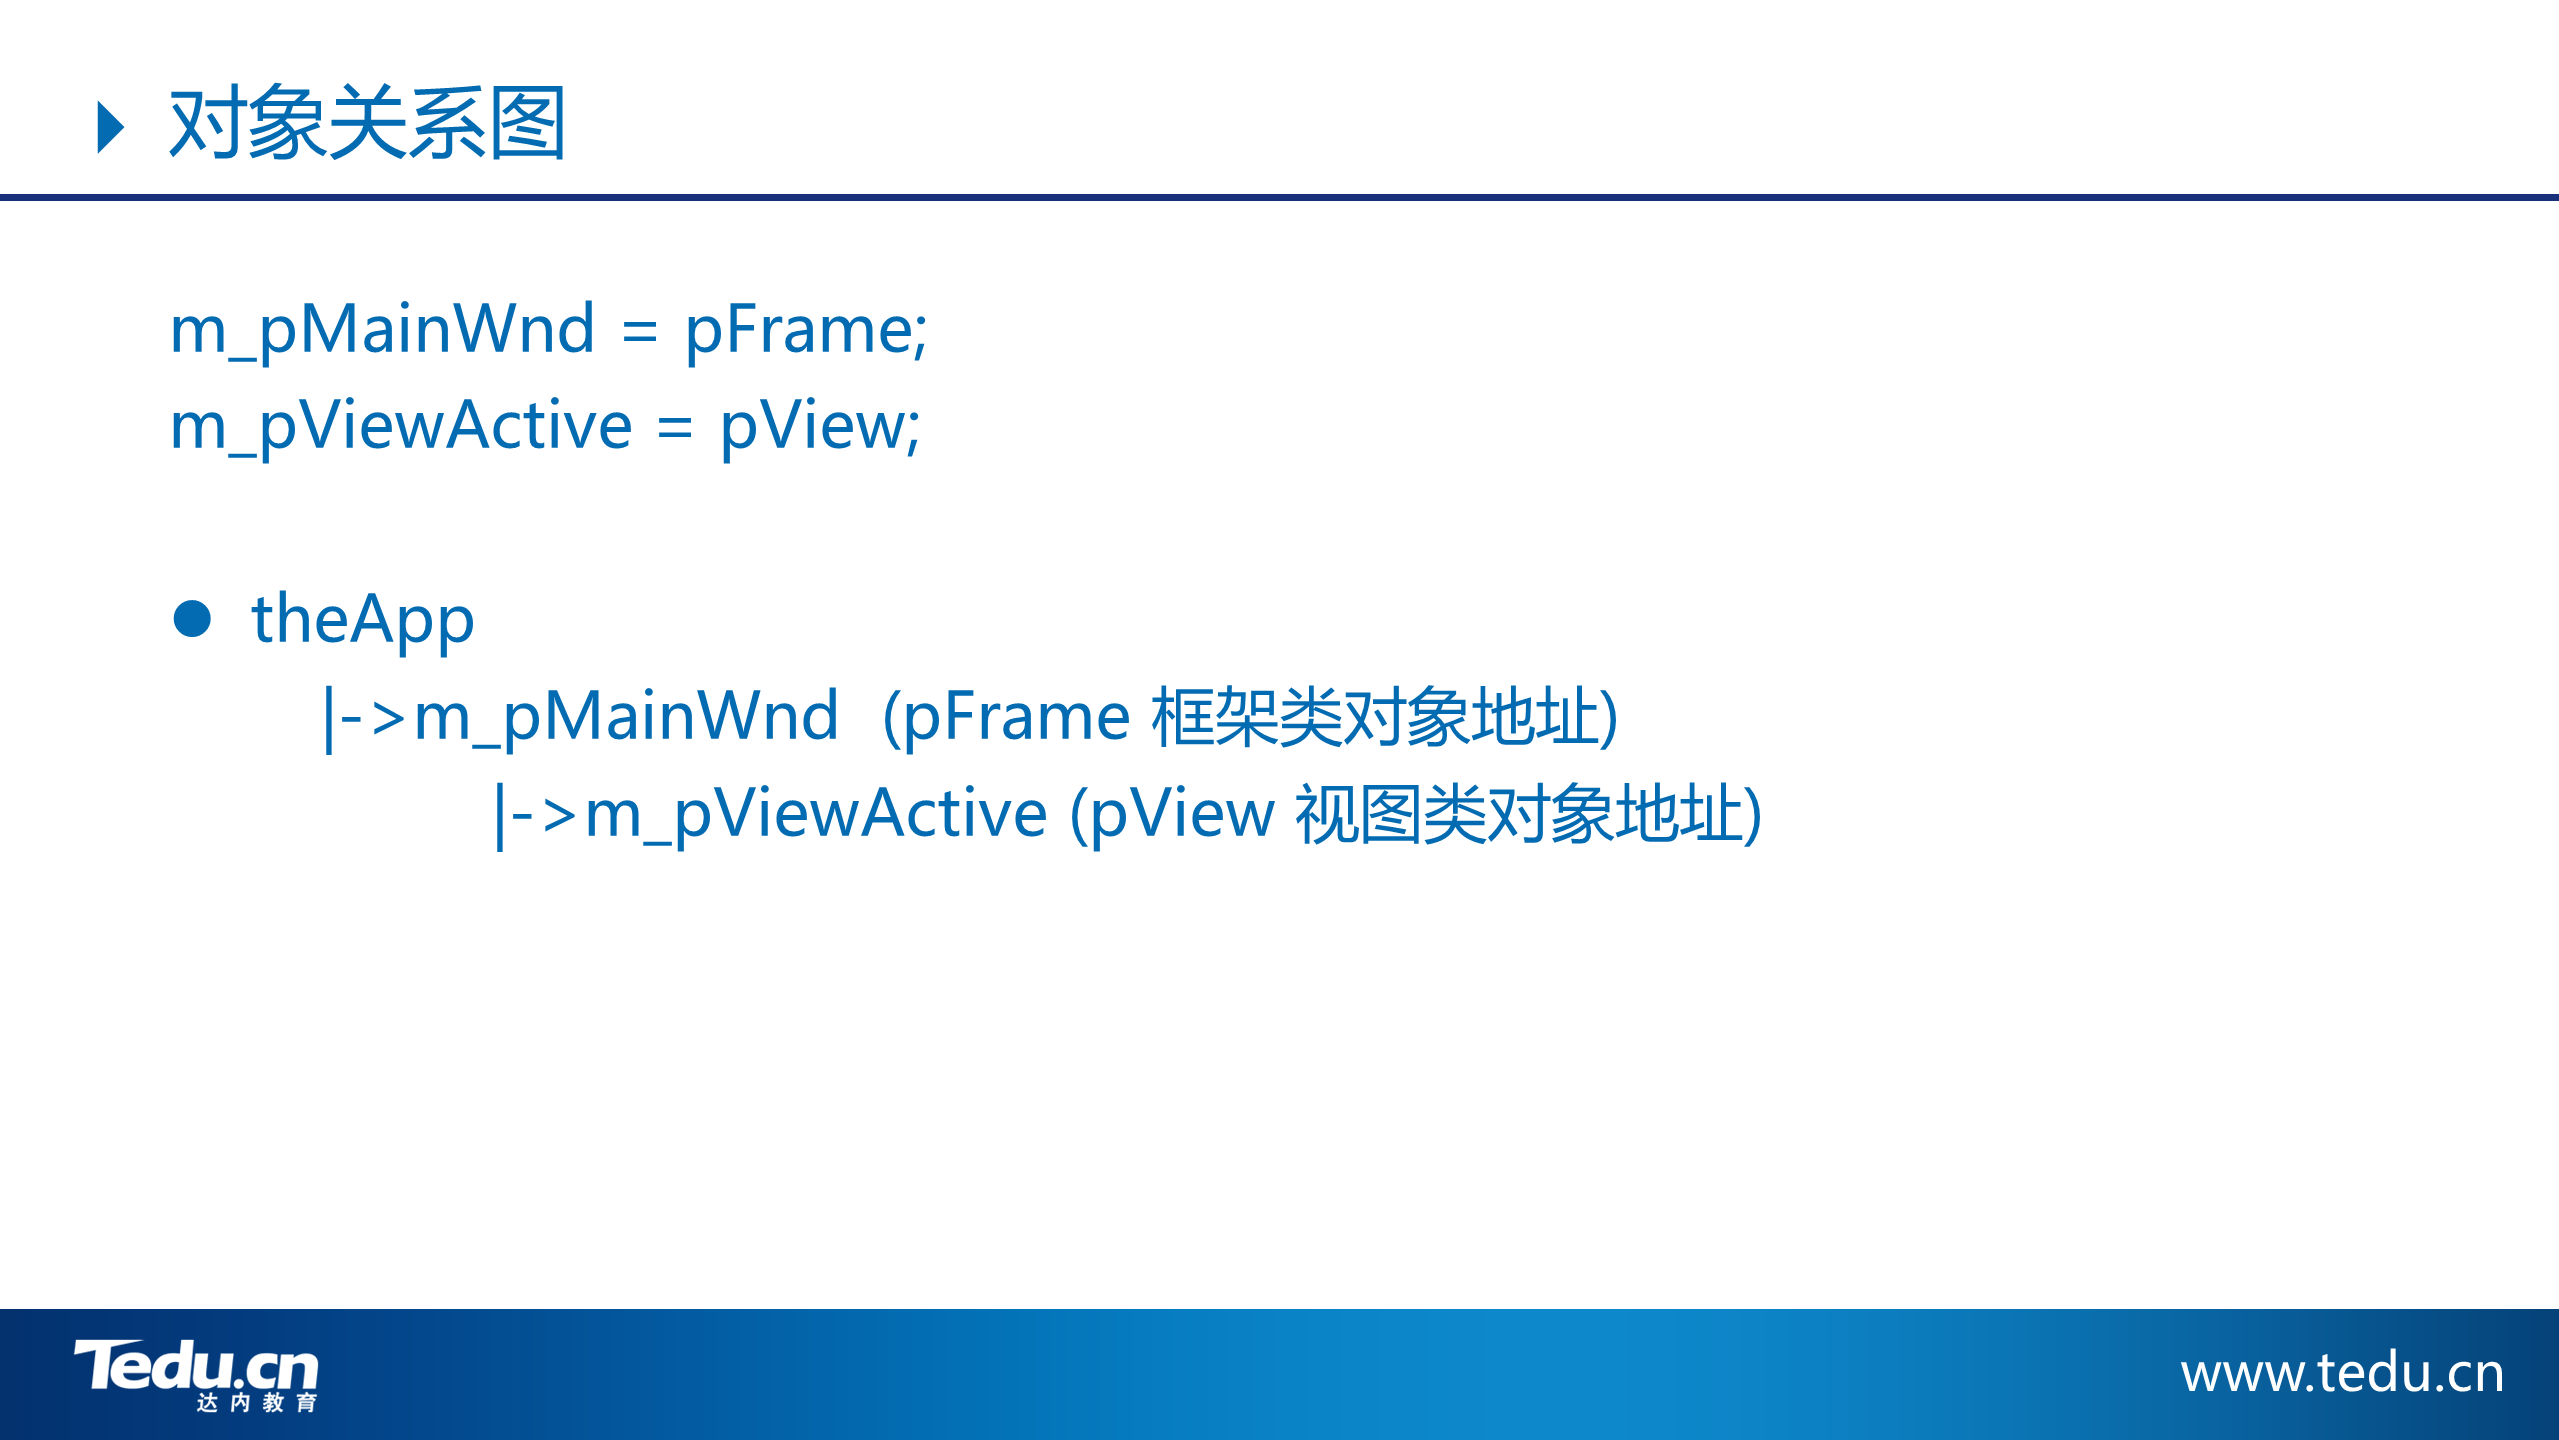 对象关系图
m_pMainWnd = pFrame;
m_pViewActive = pView;
theApp
|->m_pMainWnd (pFrame 框架类对象地址)
|->m_pViewActive (pView 视图类对象地址)
Tedu.cn
达内教育
www.tedu.cn